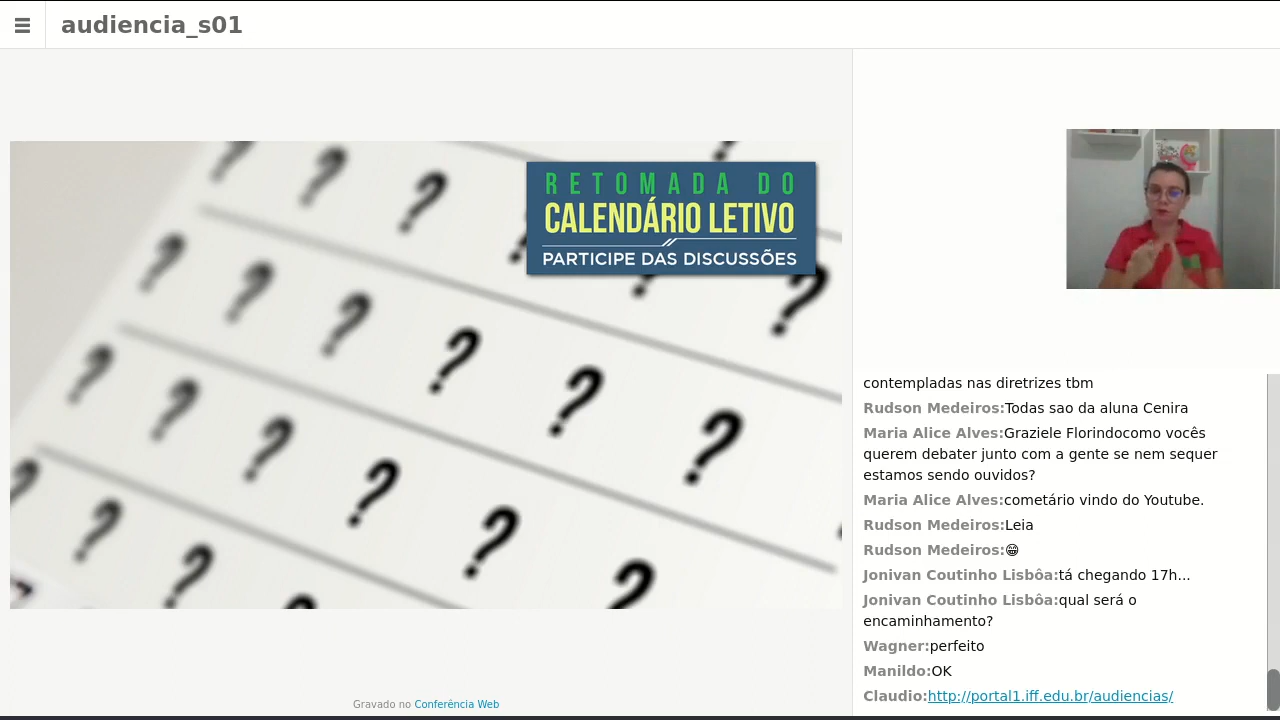 audiencia_s01
RETOMADA DO
CALENDÁRIO LETIVO
PARTICIPE DAS DISCUSSÕES
? ? ? ?
? ? ? ? ? ? ?
? ? ? ? ? ?
? ? ? ?
contempladas nas diretrizes tbm
Rudson Medeiros:Todas sao da aluna Cenira
Maria Alice Alves:Graziele Florindocomo vocês
querem debater junto com a gente se nem sequer
estamos sendo ouvidos?
Maria Alice Alves:cometário vindo do Youtube.
Rudson Medeiros:Leia
Rudson Medeiros:😁
Jonivan Coutinho Lisbôa:tá chegando 17h...
Jonivan Coutinho Lisbôa:qual será o
encaminhamento?
Wagner:perfeito
Manildo:OK
Claudio:http://portal1.iff.edu.br/audiencias/
Gravado no Conferência Web